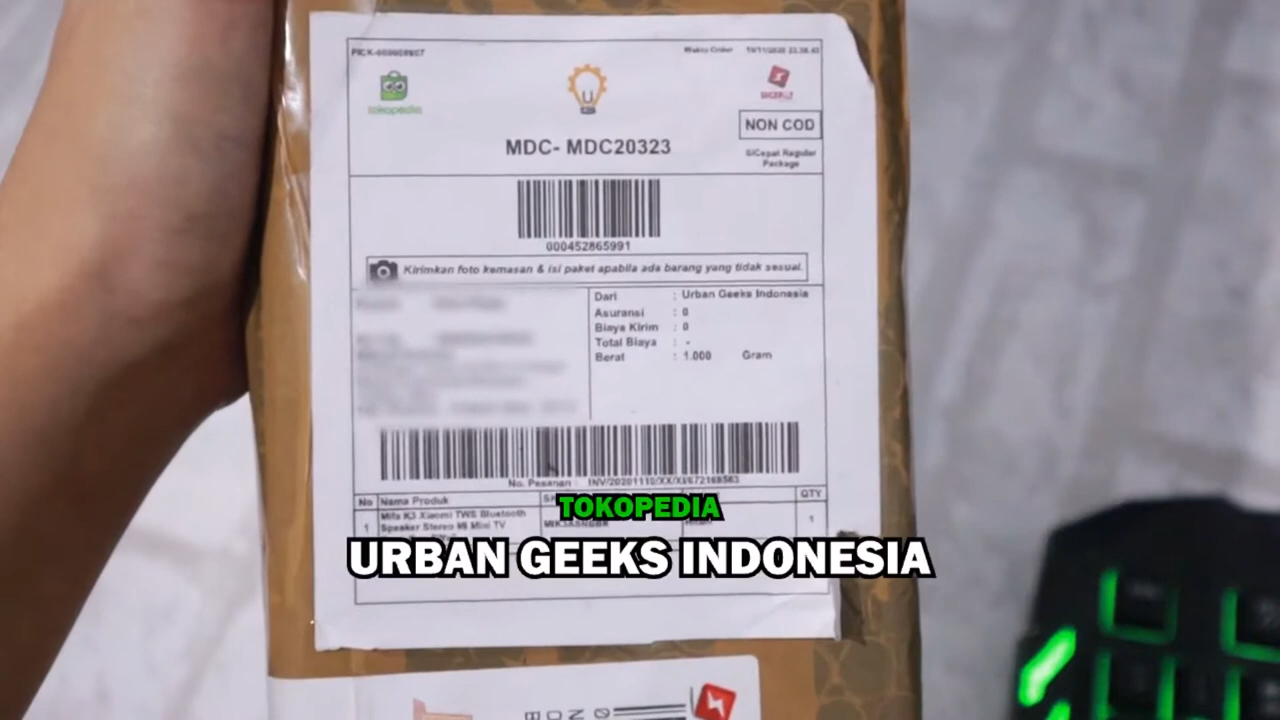 tokopedia
U
SICEPAT
NON COD
MDC- MDC20323
SiCepat Regular
Package
000452865991
Kirimkan foto kemasan & isi paket apabila ada barang yang tidak sesuai.
Dari : Urban Geeks Indonesia
Asuransi : 0
Biaya Kirim : 0
Total Biaya : -
Berat : 1.000 Gram
No. Pesanan : INV/20201110/XX/XI/672168563
No Nama Produk QTY
1 Mifa K3 Xiaomi TWS Bluetooth 1
Speaker Stereo Mi Mini TV
TOKOPEDIA
URBAN GEEKS INDONESIA